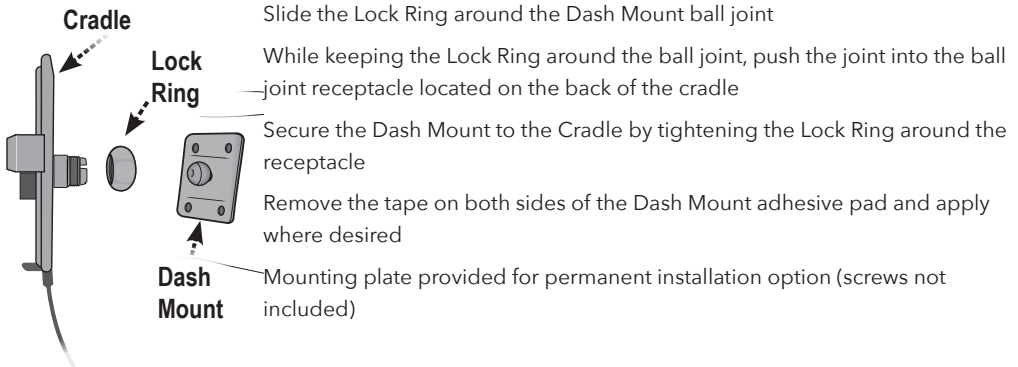 Cradle
Lock
Ring
Dash
Mount
Slide the Lock Ring around the Dash Mount ball joint
While keeping the Lock Ring around the ball joint, push the joint into the ball
joint receptacle located on the back of the cradle
Secure the Dash Mount to the Cradle by tightening the Lock Ring around the
receptacle
Remove the tape on both sides of the Dash Mount adhesive pad and apply
where desired
Mounting plate provided for permanent installation option (screws not
included)